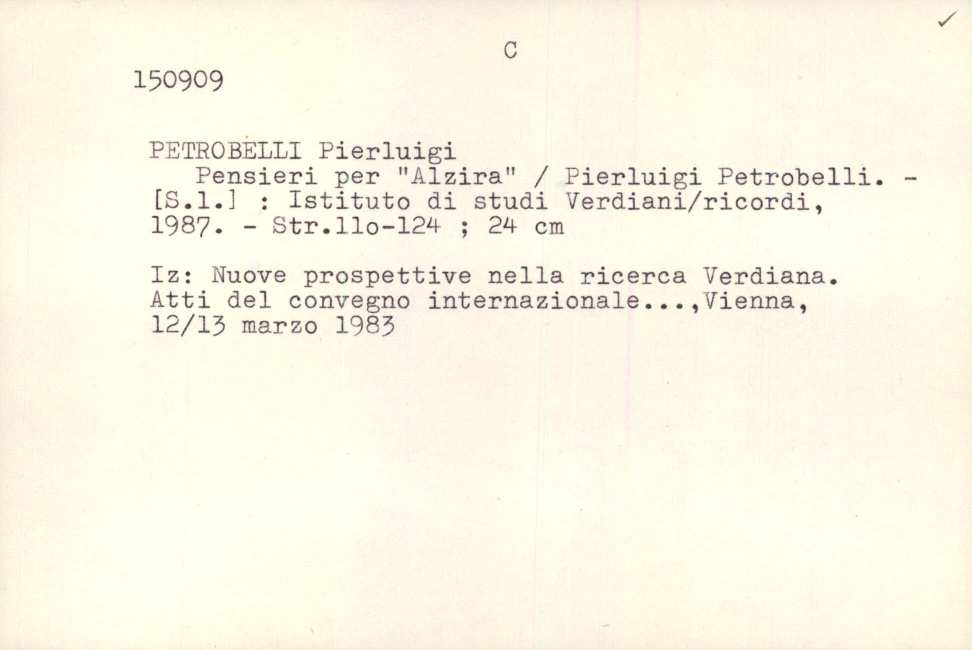 C
150909
PETROBELLI Pierluigi
Pensieri per "Alzira" / Pierluigi Petrobelli. -
[S.l.] : Istituto di studi Verdiani/ricordi,
1987. - Str.llo-124 ; 24 cm
Iz: Nuove prospettive nella ricerca Verdiana.
Atti del convegno internazionale...,Vienna,
12/13 marzo 1983